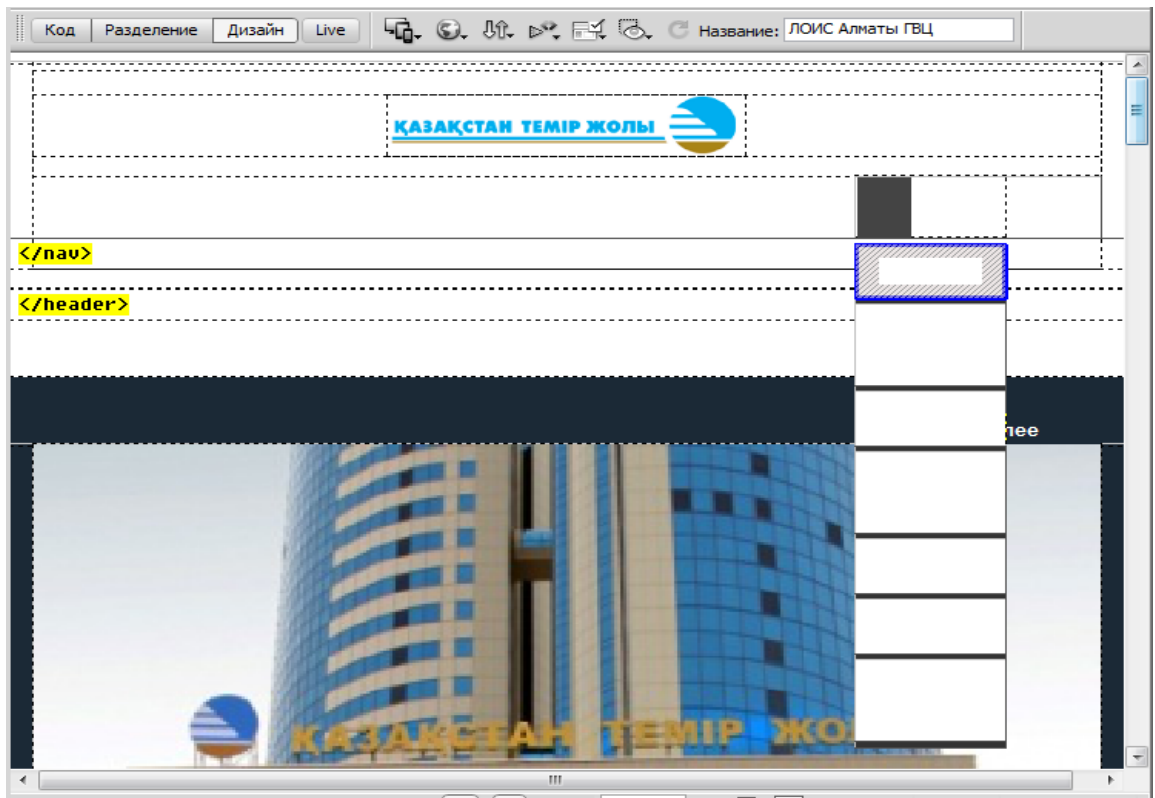 Код Разделение Дизайн Live Название: ЛОИС Алматы ГВЦ
ҚАЗАҚСТАН ТЕМІР ЖОЛЫ
</nav>
</header>
лее
ҚАЗАҚСТАН ТЕМІР ЖО